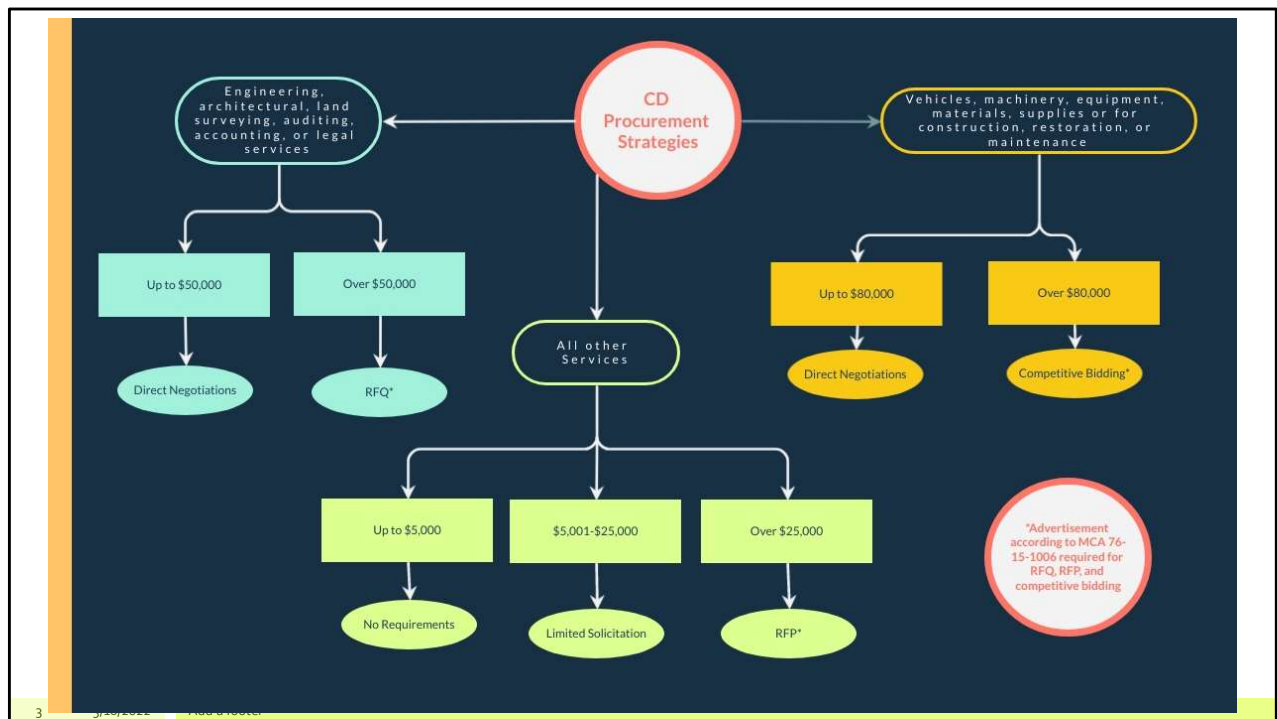 CD
Procurement
Strategies
Engineering,
architectural, land
surveying, auditing,
accounting, or legal
services
Vehicles, machinery, equipment,
materials, supplies or for
construction, restoration, or
maintenance
Up to $50,000
Over $50,000
Direct Negotiations
RFQ*
Up to $80,000
Over $80,000
Direct Negotiations
Competitive Bidding*
All other
Services
Up to $5,000
$5,001-$25,000
Over $25,000
No Requirements
Limited Solicitation
RFP*
*Advertisement
according to MCA 76-
15-1006 required for
RFQ, RFP, and
competitive bidding
3
Add a footer